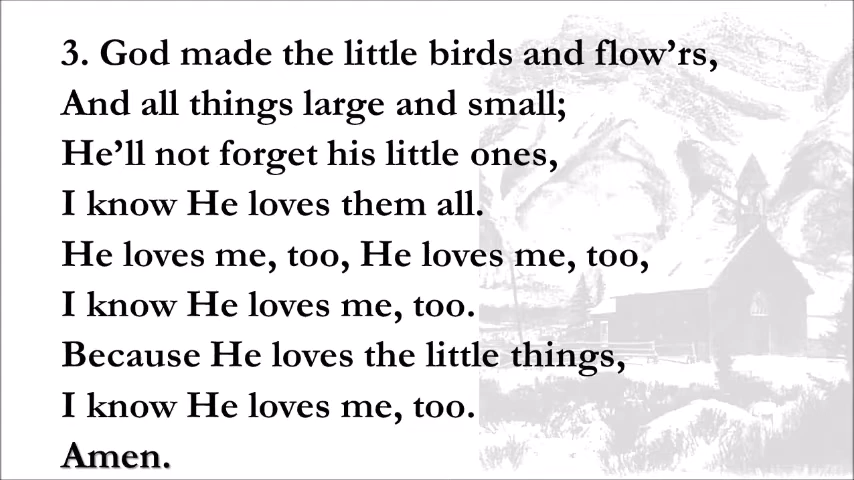 3. God made the little birds and flow’rs,
And all things large and small;
He’ll not forget his little ones,
I know He loves them all.
He loves me, too, He loves me, too,
I know He loves me, too.
Because He loves the little things,
I know He loves me, too.
Amen.